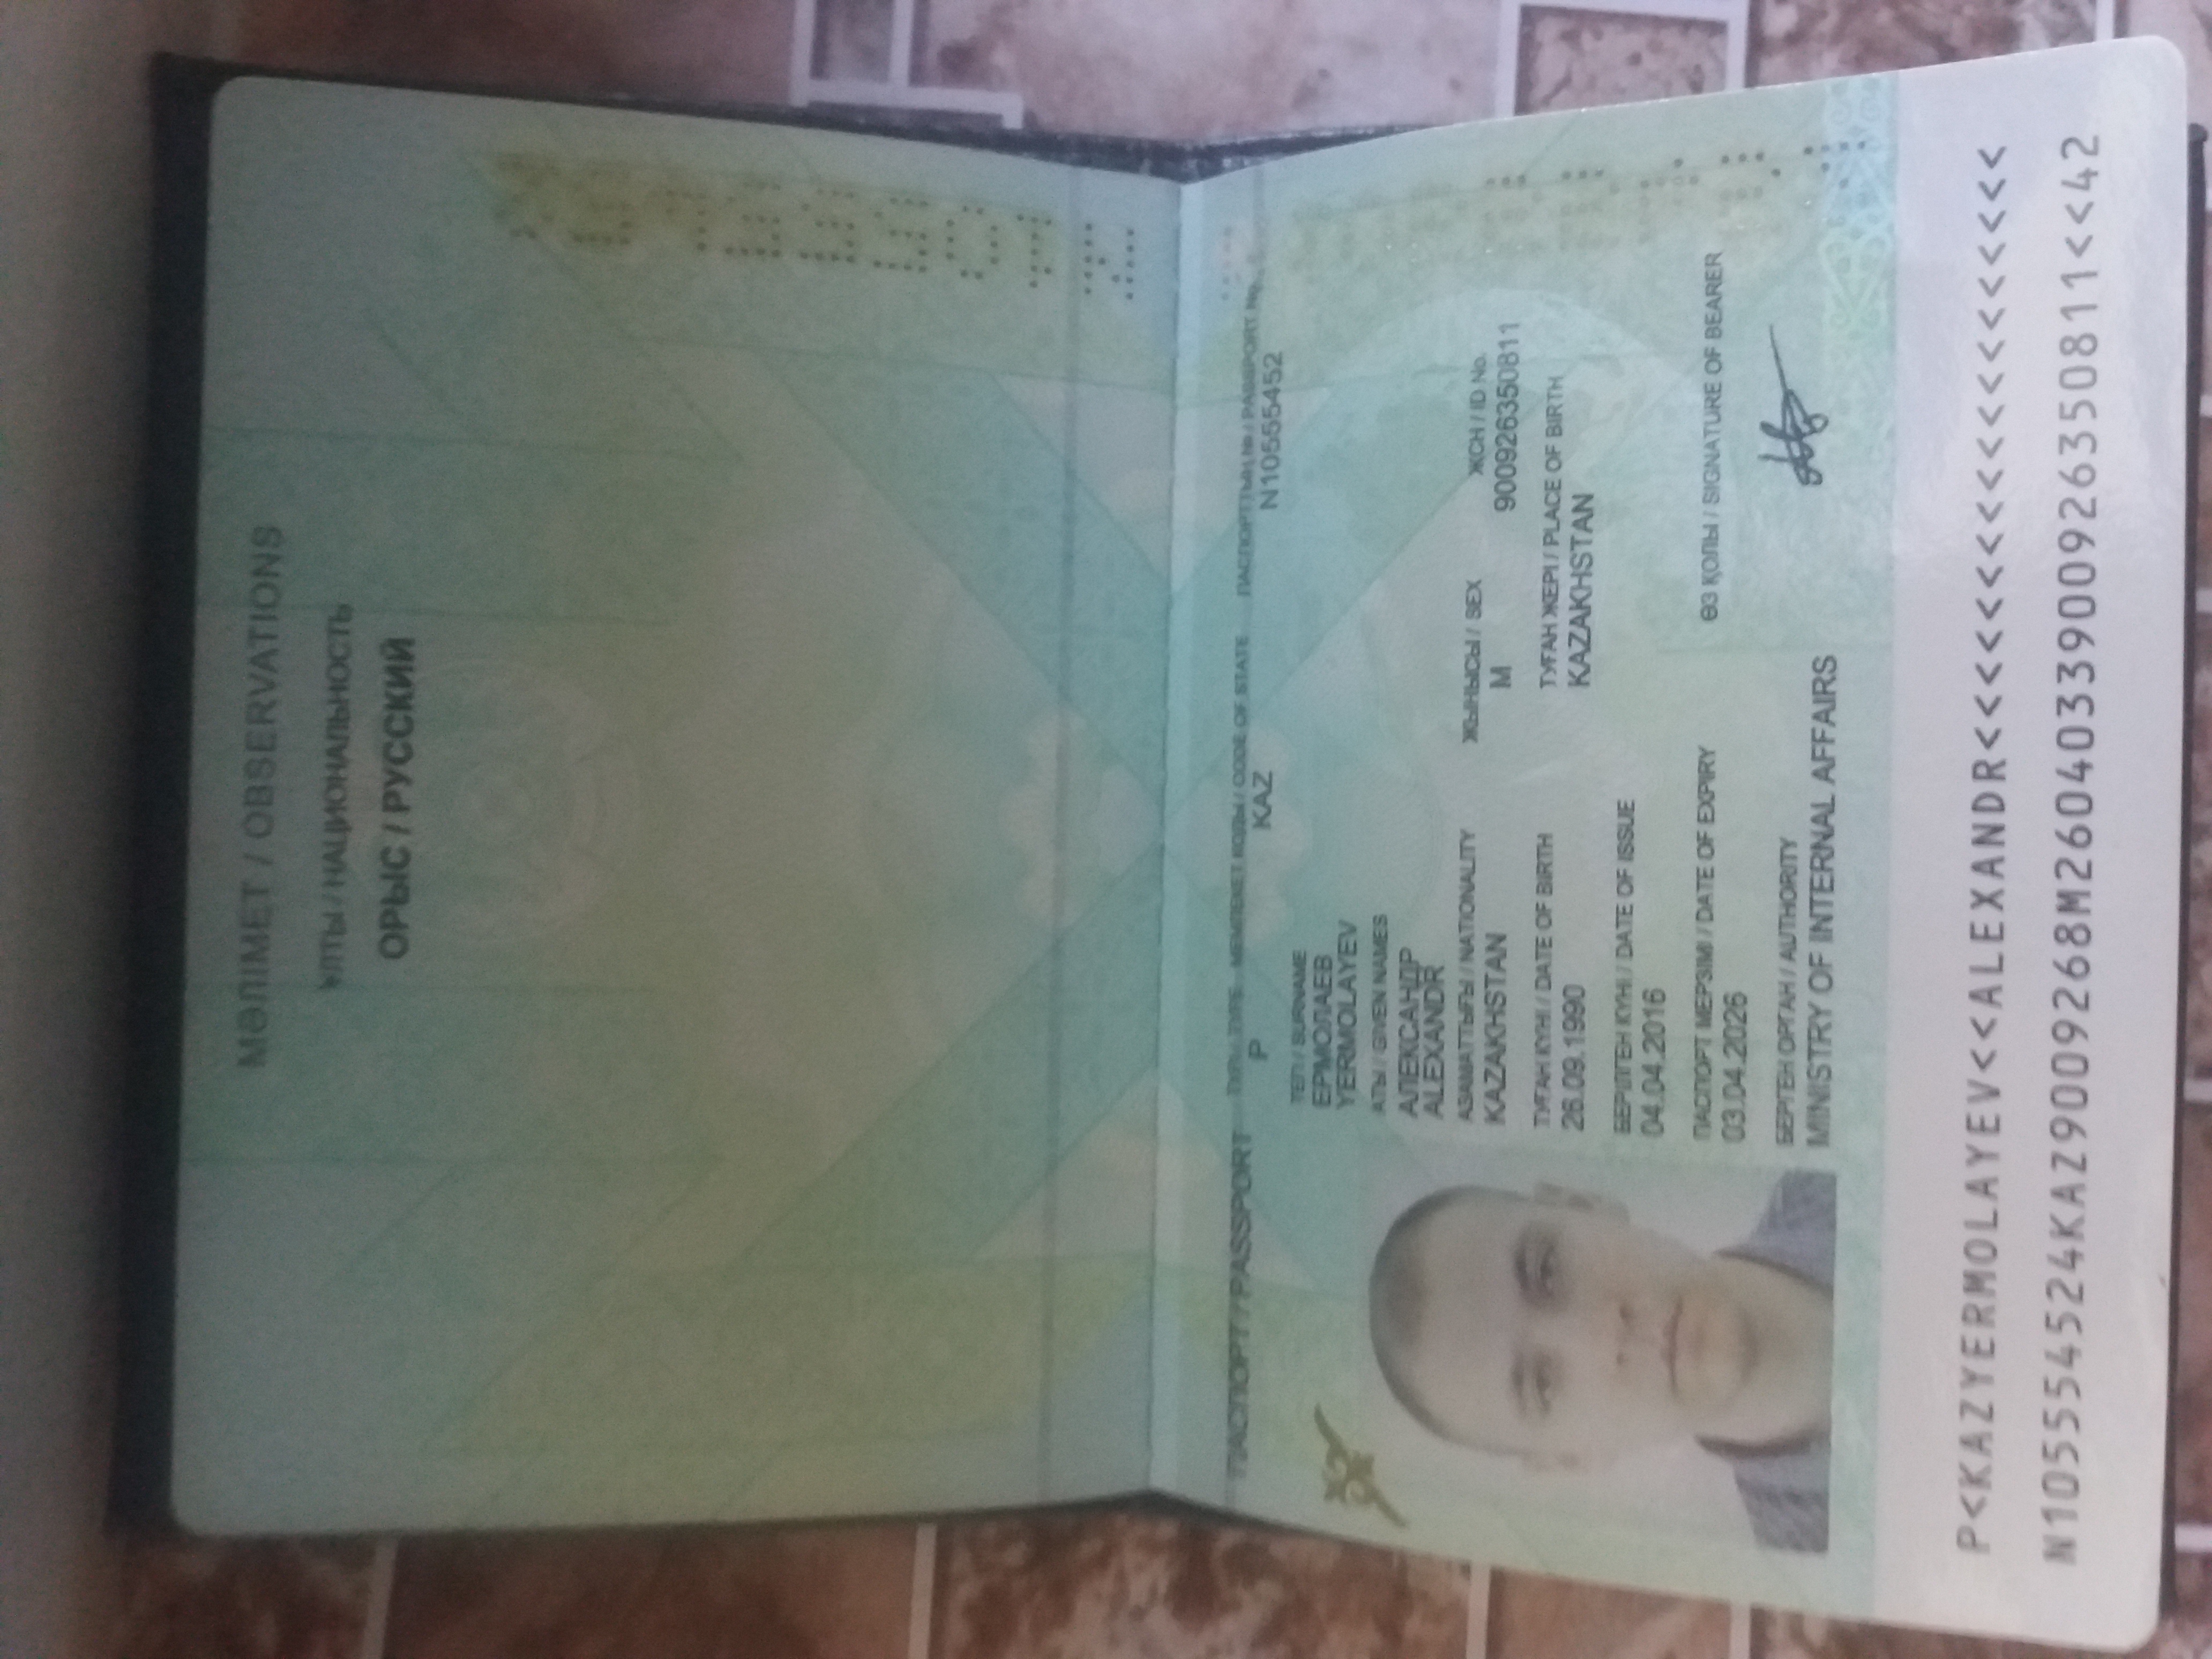 МӘЛІМЕТ / OBSERVATIONS
ҰЛТЫ / НАЦИОНАЛЬНОСТЬ
ОРЫС / РУССКИЙ
ПАСПОРТ / PASSPORT
ТҮРІ / TYPE
МЕМЛЕКЕТ КОДЫ / CODE OF STATE
ПАСПОРТТЫҢ № / PASSPORT No.
P
KAZ
N10555452
ТЕГІ / SURNAME
ЕРМОЛАЕВ
YERMOLAYEV
АТЫ / GIVEN NAMES
АЛЕКСАНДР
ALEXANDR
АЗАМАТТЫҒЫ / NATIONALITY
ЖЫНЫСЫ / SEX
ЖСН / ID No.
KAZAKHSTAN
M
900926350811
ТУҒАН КҮНІ / DATE OF BIRTH
ТУҒАН ЖЕРІ / PLACE OF BIRTH
26.09.1990
KAZAKHSTAN
БЕРІЛГЕН КҮНІ / DATE OF ISSUE
04.04.2016
ПАСПОРТ МЕРЗІМІ / DATE OF EXPIRY
ӨЗ ҚОЛЫ / SIGNATURE OF BEARER
03.04.2026
БЕРГЕН ОРГАН / AUTHORITY
MINISTRY OF INTERNAL AFFAIRS
P<KAZYERMOLAYEV<<ALEXANDR<<<<<<<<<<<<<<<<<<<
N105554524KAZ9009268M2604033900926350811<<42